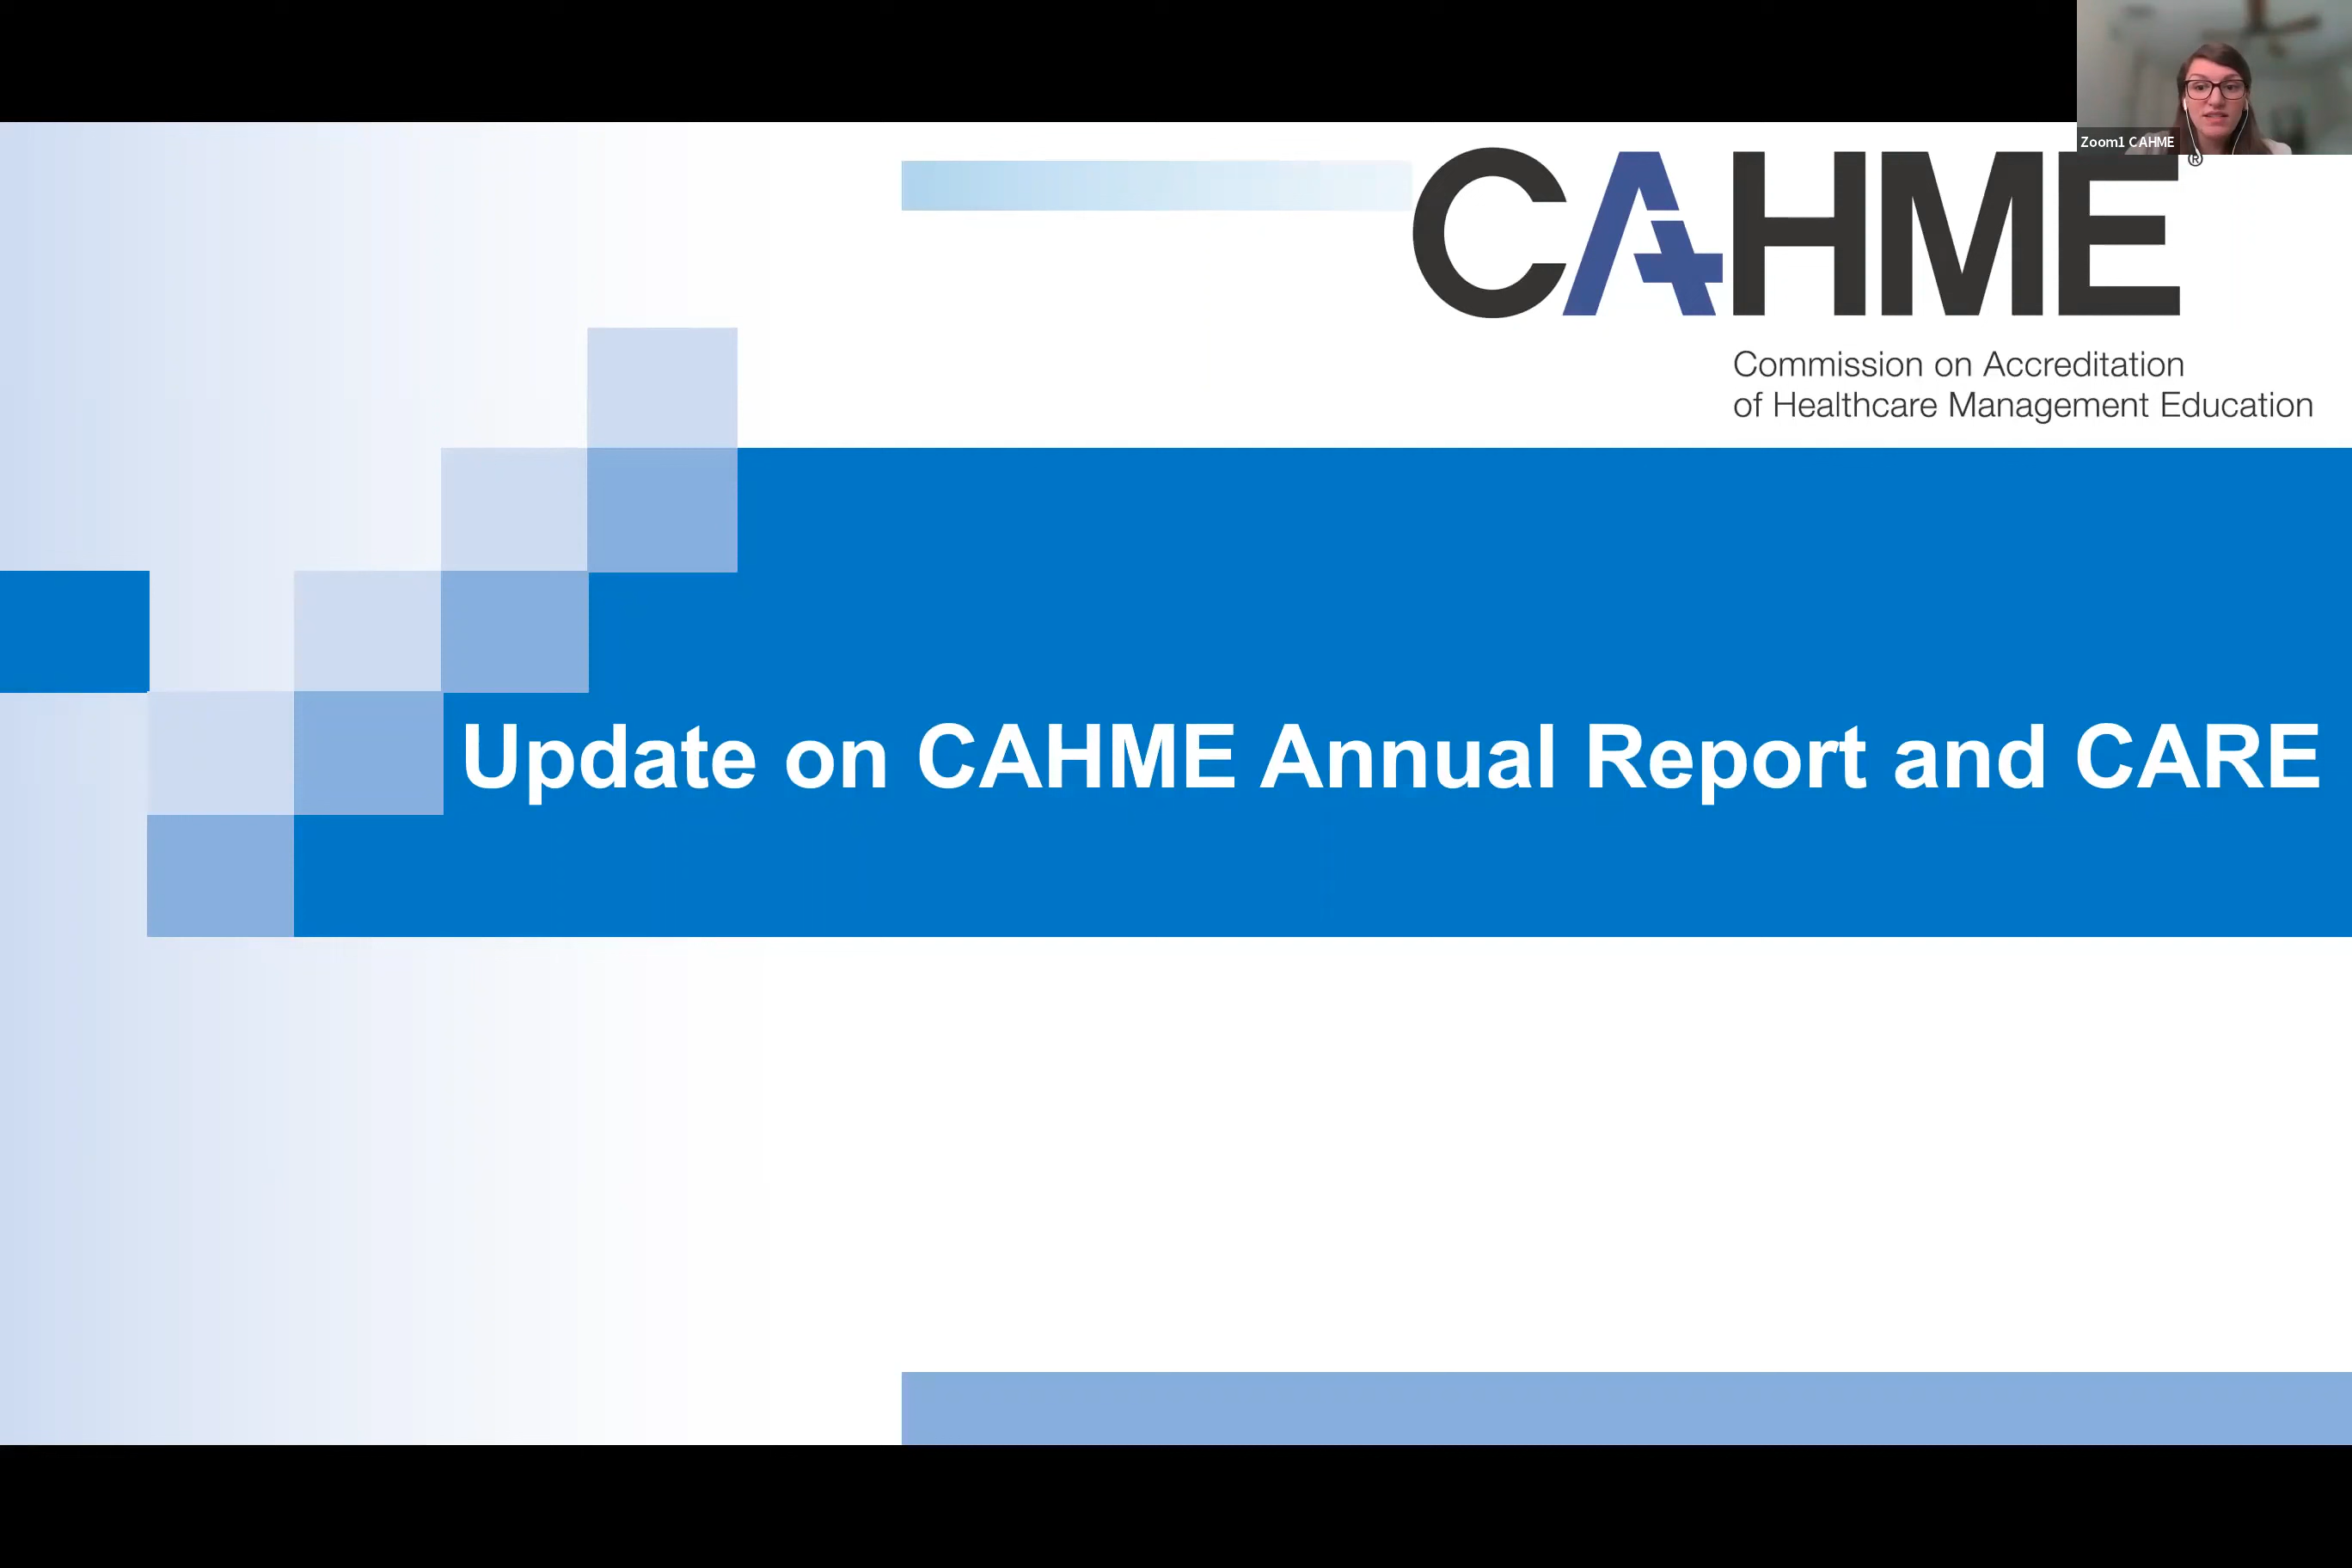 Zoom1 CAHME
CAHME®
Commission on Accreditation
of Healthcare Management Education
Update on CAHME Annual Report and CARE